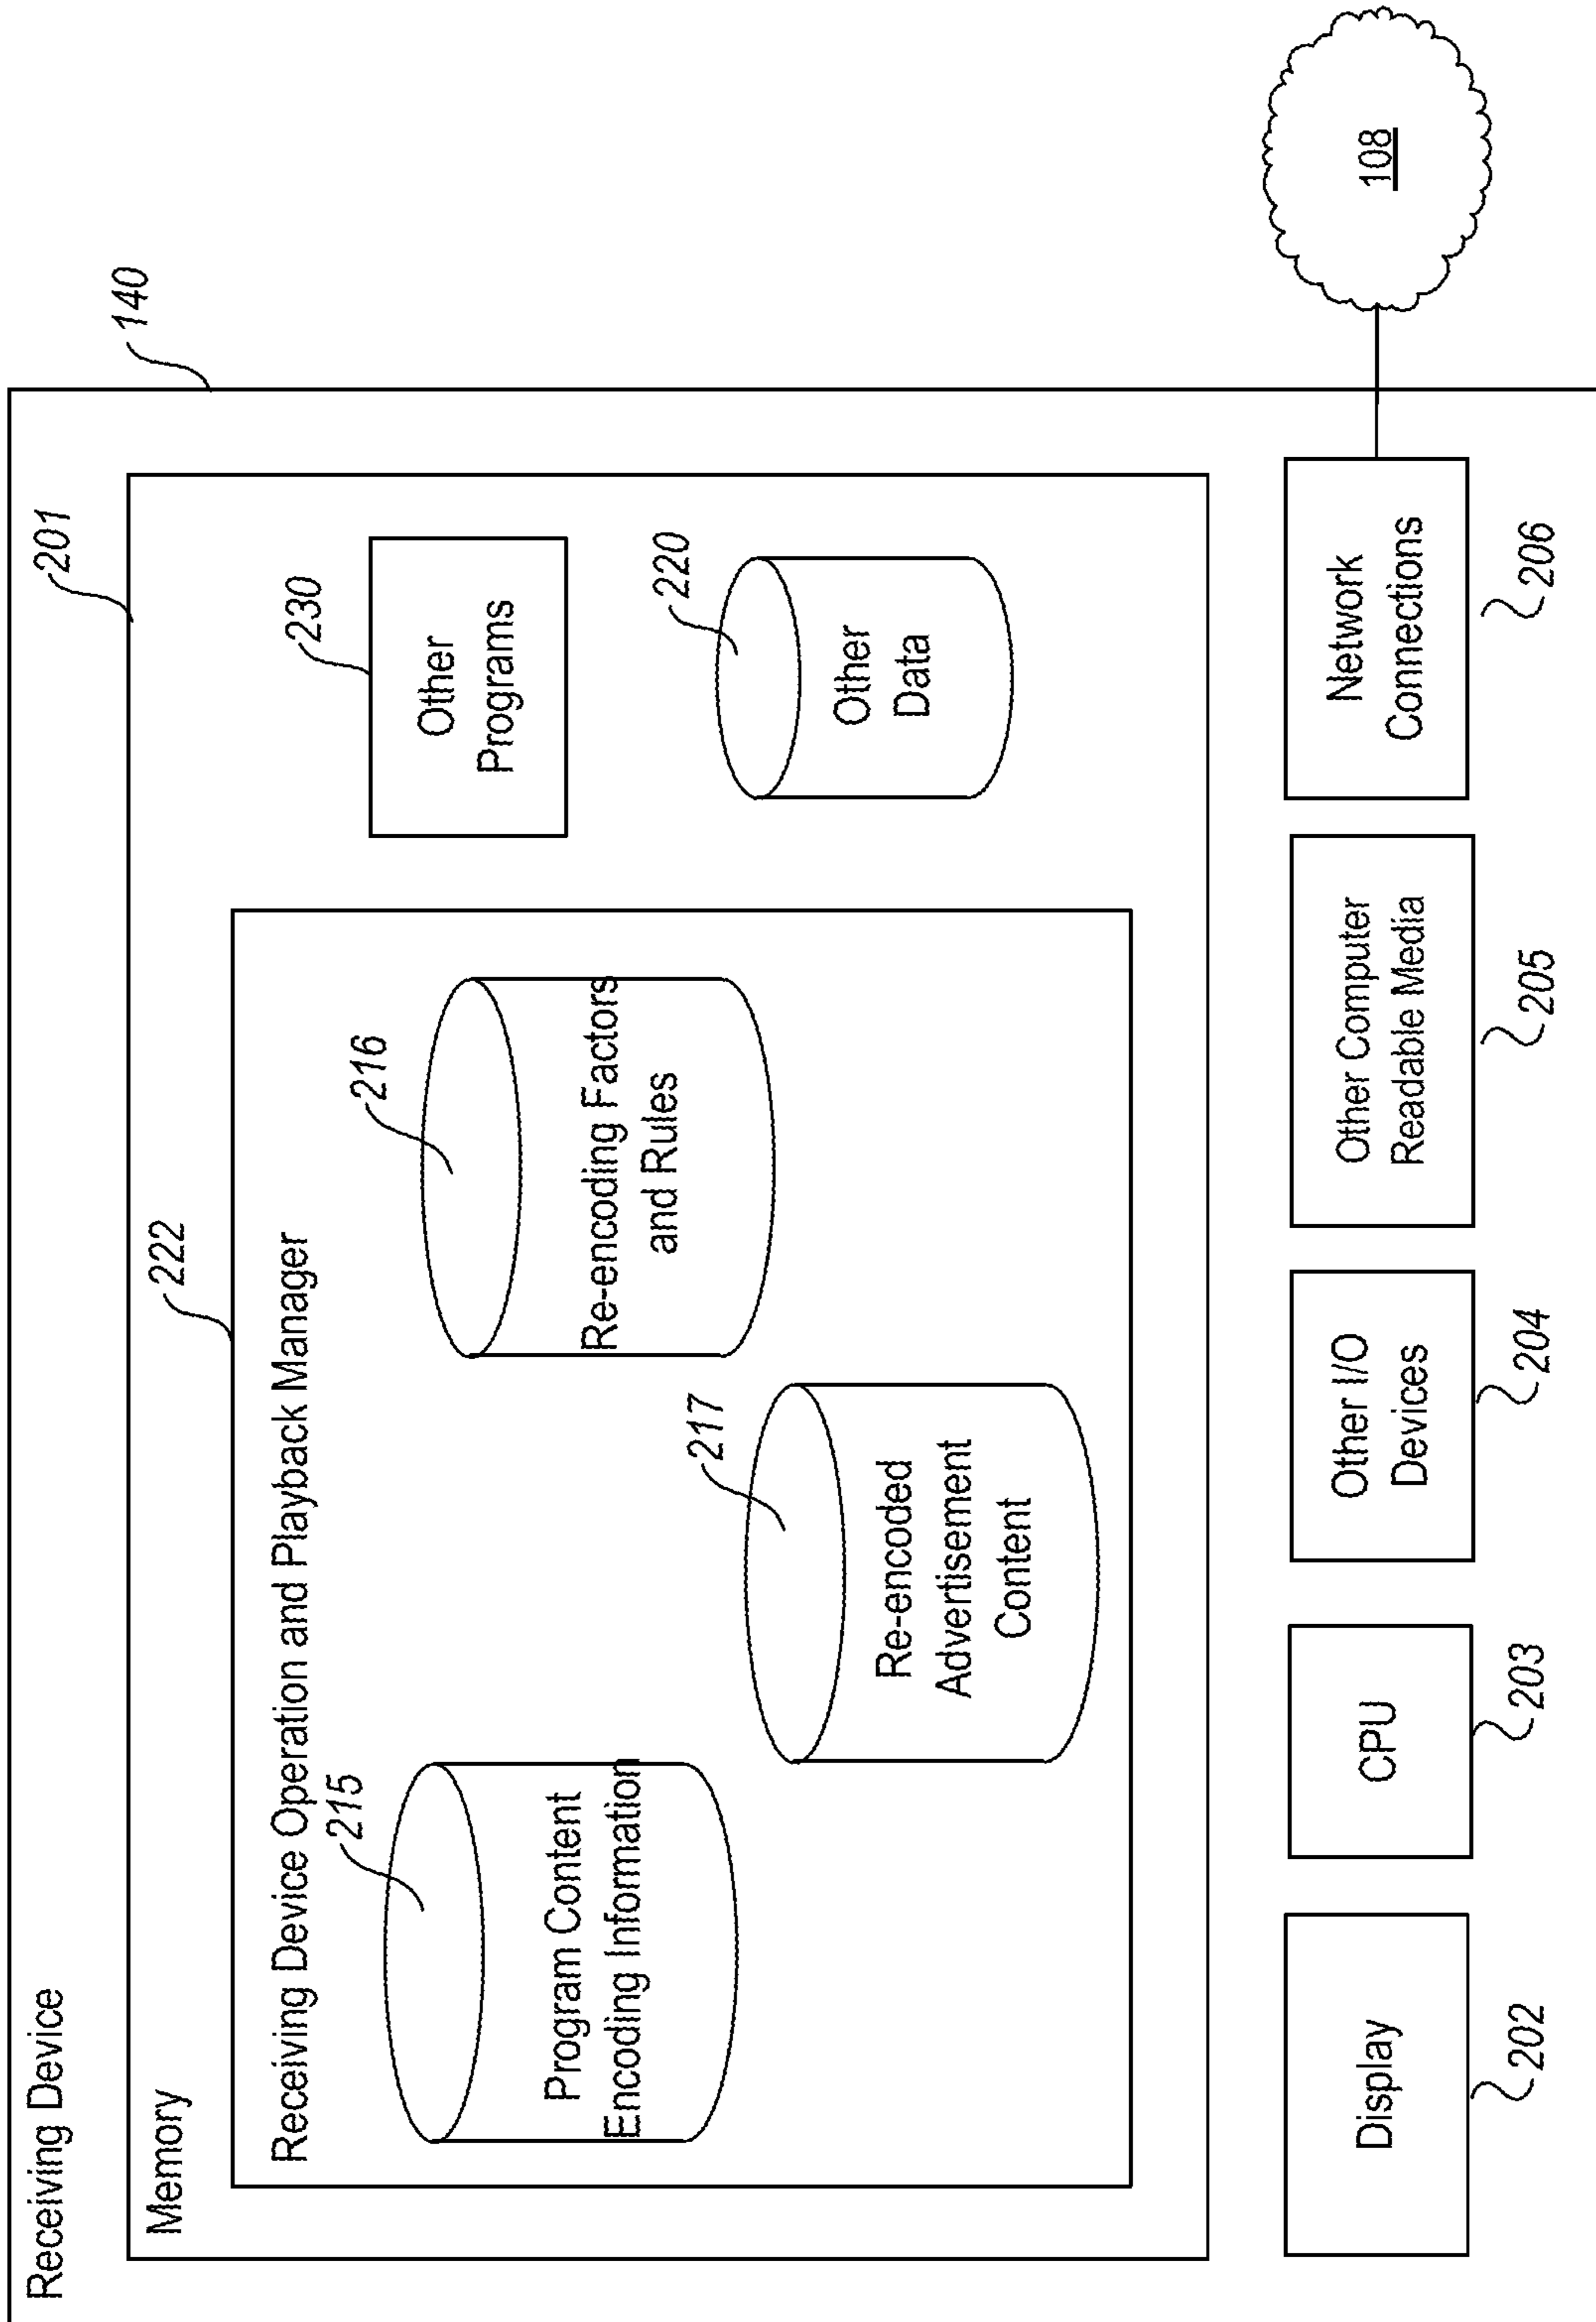 Receiving Device
140
Memory
201
222
Receiving Device Operation and Playback Manager
215
Program Content
Encoding Information
216
Re-encoding Factors
and Rules
217
Re-encoded
Advertisement
Content
230
Other
Programs
220
Other
Data
Display
202
CPU
203
Other I/O
Devices
204
Other Computer
Readable Media
205
Network
Connections
206
108